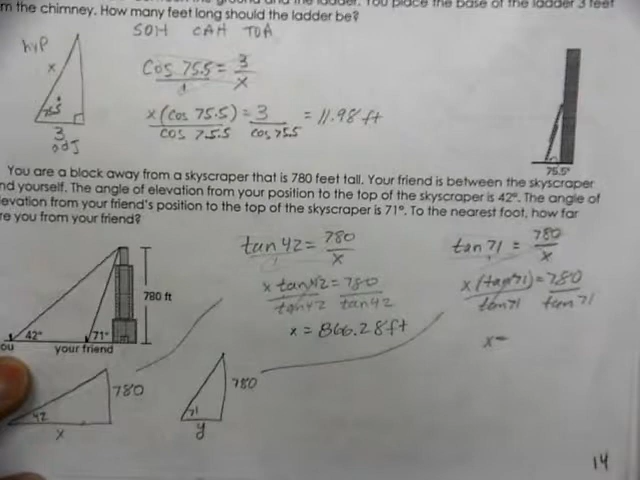 m the chimney. How many feet long should the ladder be?
SOH CAH TOA
hyp
x
75.5
3
adj
Cos 75.5 = 3/x
x(cos 75.5) = 3 = 11.98 ft
cos 75.5 cos 75.5
75.5°
You are a block away from a skyscraper that is 780 feet tall. Your friend is between the skyscraper
nd yourself. The angle of elevation from your position to the top of the skyscraper is 42°. The angle of
levation from your friend's position to the top of the skyscraper is 71°. To the nearest foot, how far
re you from your friend?
tan 42 = 780/x
x tan 42 = 780
tan 42 tan 42
x = 866.28 ft
tan 71 = 780/x
x (tan 71) = 780
tan 71 tan 71
x =
780 ft
42° 71°
ou your friend
42 780
x
71 780
y
14